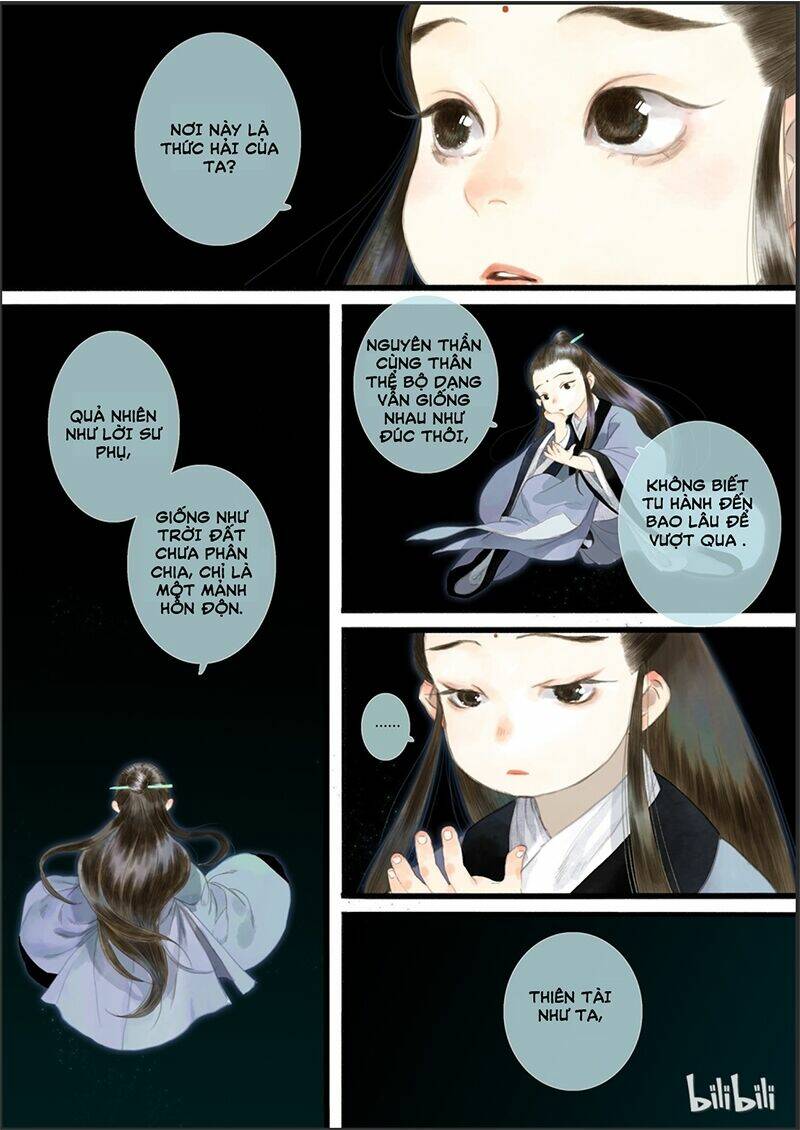 NƠI NÀY LÀ
THỨC HẢI CỦA
TA?
QUẢ NHIÊN
NHƯ LỜI SƯ
PHỤ,
GIỐNG NHƯ
TRỜI ĐẤT
CHƯA PHÂN
CHIA, CHỈ LÀ
MỘT MẢNH
HỖN ĐỘN.
NGUYÊN THẦN
CÙNG THÂN
THỂ BỘ DẠNG
VẪN GIỐNG
NHAU NHƯ
ĐÚC THÔI,
KHÔNG BIẾT
TU HÀNH ĐẾN
BAO LÂU ĐỂ
VƯỢT QUA .
......
THIÊN TÀI
NHƯ TA,
bilibili